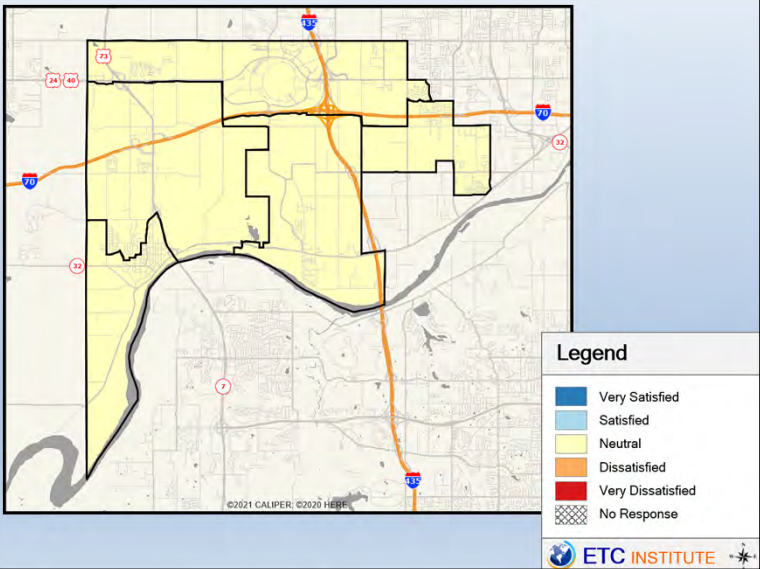 435
73
24 40
70
32
70
32
7
435
©2021 CALIPER; ©2020 HERE
Legend
Very Satisfied
Satisfied
Neutral
Dissatisfied
Very Dissatisfied
No Response
ETC INSTITUTE